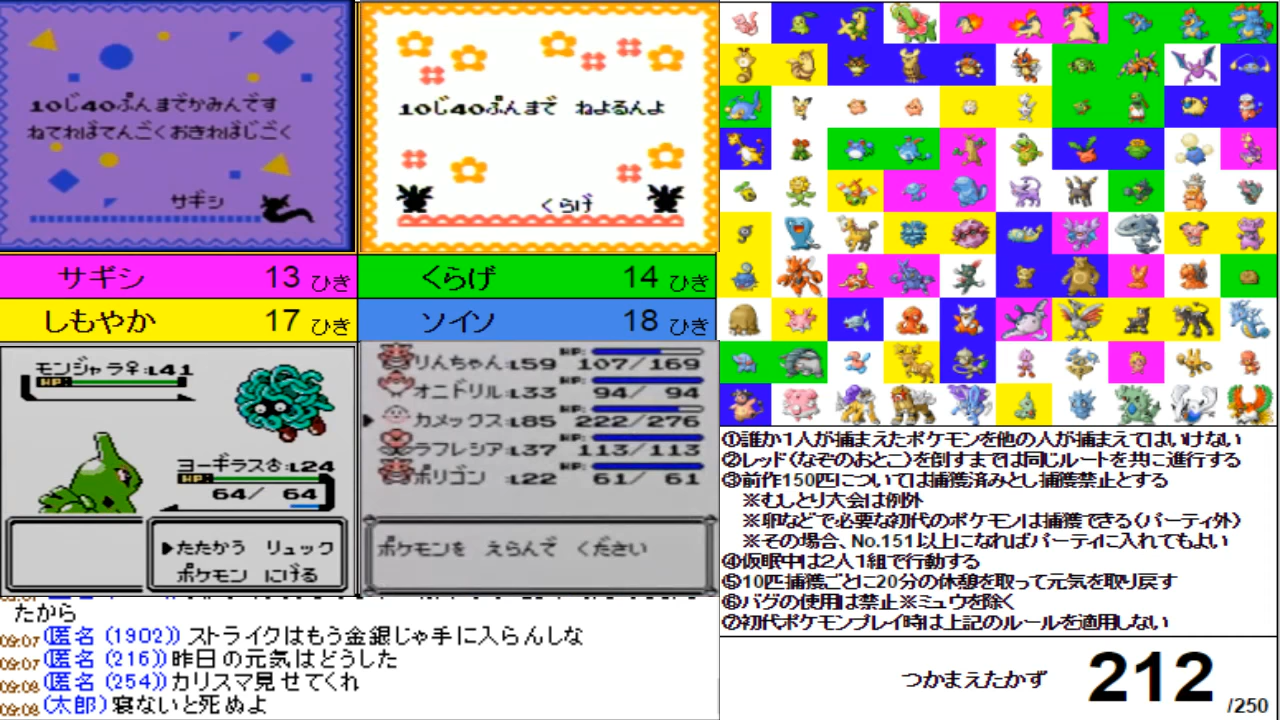 10じ40ぷんまでかみんです
ねてればてんごくおきればじごく
サギシ
10じ40ぷんまで ねよるんよ
くらげ
サギシ 13 ひき
くらげ 14 ひき
しもやか 17 ひき
ソイソ 18 ひき
モンジャラ♀:L41
HP:
ヨーギラス♂:L24
HP:
64/ 64
▶たたかう リュック
ポケモン にげる
りんちゃん:L59 HP: 107/169
オニドリル:L33 HP: 94/ 94
▶カメックス:L85 HP: 222/276
ラフレシア:L37 HP: 113/113
ポリゴン :L22 HP: 61/ 61
ポケモンを えらんで ください
たから
09:07 (匿名 (1902)) ストライクはもう金銀じゃ手に入らんしな
09:07 (匿名 (216)) 昨日の元気はどうした
09:08 (匿名 (254)) カリスマ見せてくれ
09:08 (太郎) 寝ないと死ぬよ
①誰か1人が捕まえたポケモンを他の人が捕まえてはいけない
②レッド(なぞのおとこ)を倒すまでは同じルートを共に進行する
③前作150匹については捕獲済みとし捕獲禁止とする
※むしとり大会は例外
※卵などで必要な初代のポケモンは捕獲できる(パーティ外)
※その場合、No.151以上になればパーティに入れてもよい
④仮眠中は2人1組で行動する
⑤10匹捕獲ごとに20分の休憩を取って元気を取り戻す
⑥バグの使用は禁止※ミュウを除く
⑦初代ポケモンプレイ時は上記のルールを適用しない
つかまえたかず 212 /250